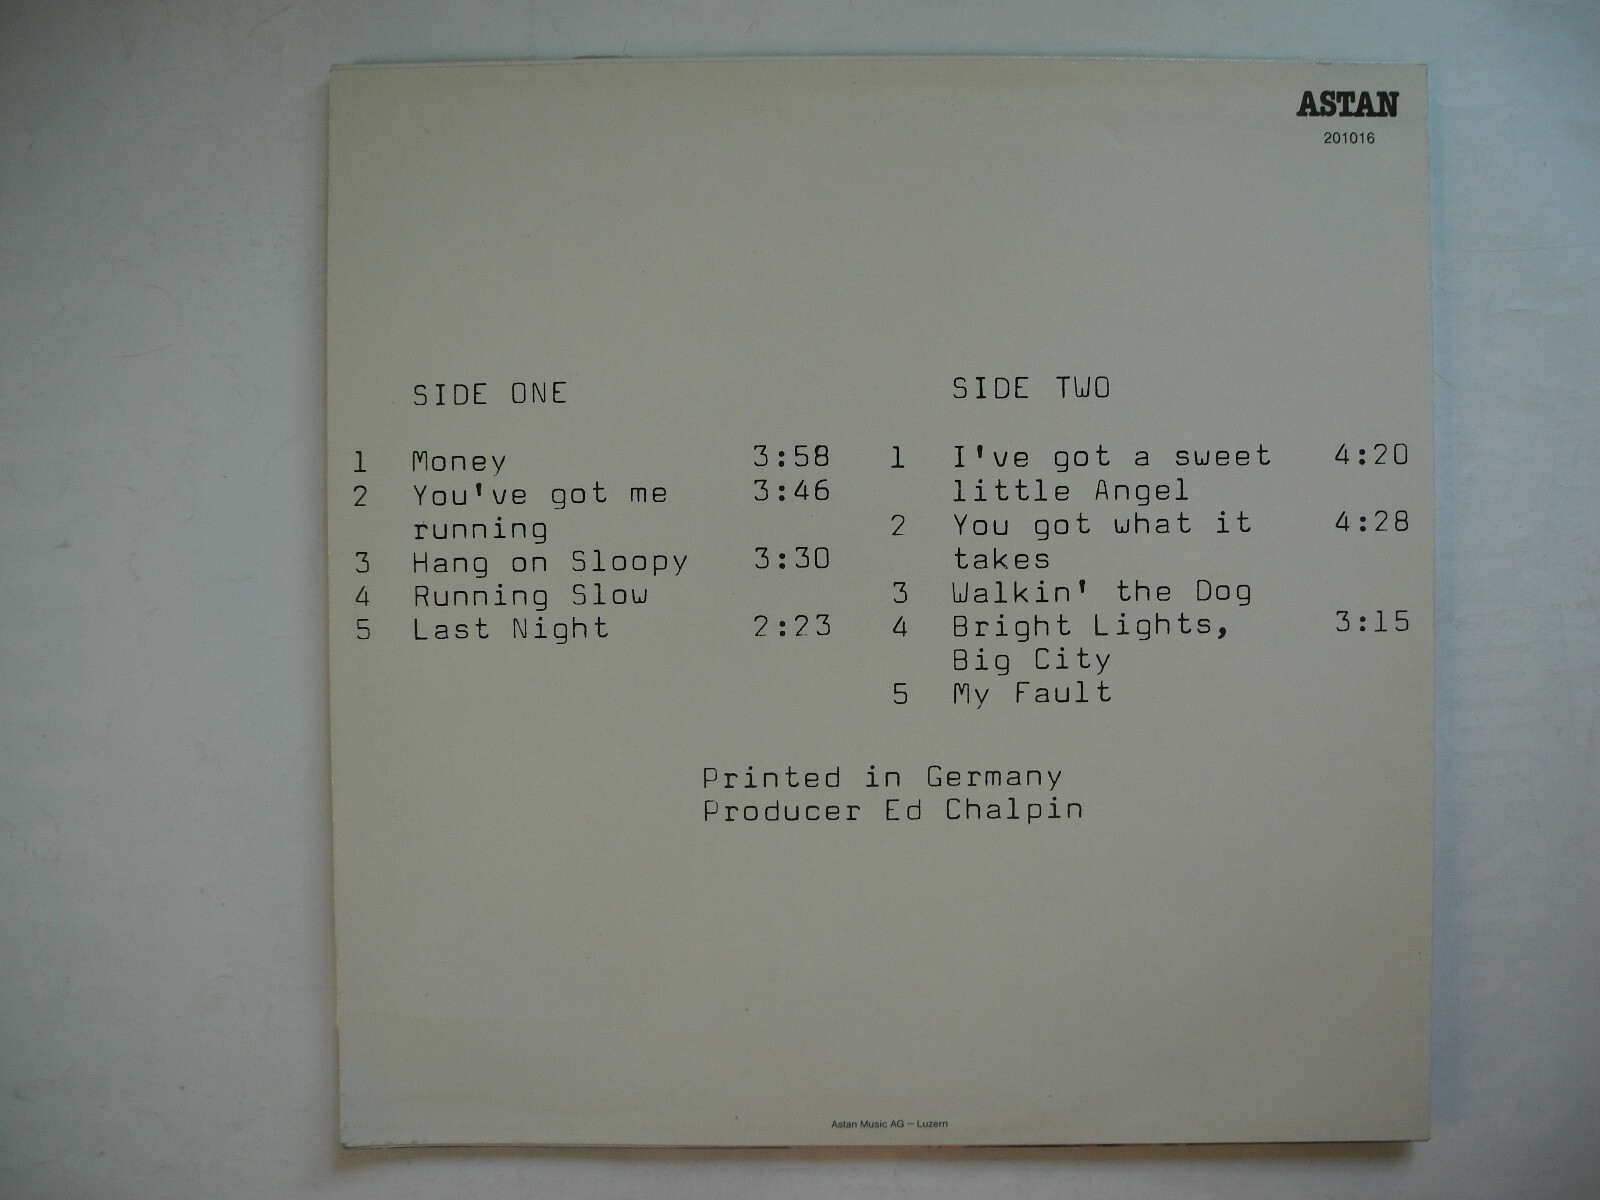 ASTAN
201016
SIDE ONE
1 Money 3:58
2 You've got me 3:46
running
3 Hang on Sloopy 3:30
4 Running Slow
5 Last Night 2:23
SIDE TWO
1 I've got a sweet 4:20
little Angel
2 You got what it 4:28
takes
3 Walkin' the Dog
4 Bright Lights, 3:15
Big City
5 My Fault
Printed in Germany
Producer Ed Chalpin
Astan Music AG – Luzern